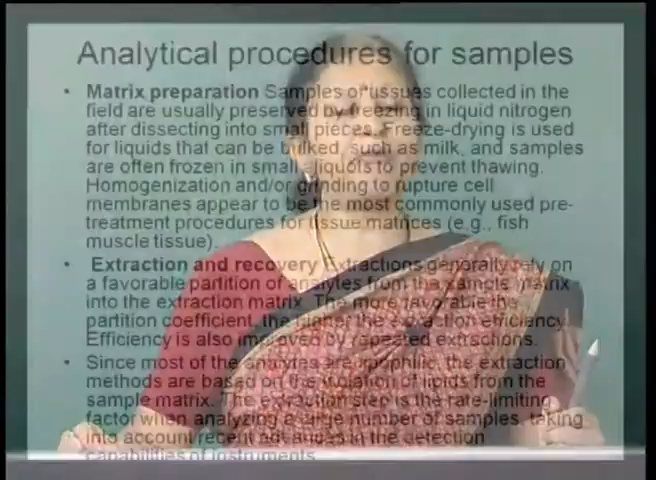 Analytical procedures for samples
• Matrix preparation Samples of tissues collected in the
field are usually preserved by freezing in liquid nitrogen
after dissecting into small pieces. Freeze-drying is used
for liquids that can be bulked, such as milk, and samples
are often frozen in small aliquots to prevent thawing.
Homogenization and/or grinding to rupture cell
membranes appear to be the most commonly used pre-
treatment procedures for tissue matrices (e.g., fish
muscle tissue).
• Extraction and recovery Extractions generally rely on
a favorable partition of analytes from the sample matrix
into the extraction matrix. The more favorable the
partition coefficient, the higher the extraction efficiency.
Efficiency is also improved by repeated extractions.
• Since most of the analytes are lipophilic, the extraction
methods are based on the isolation of lipids from the
sample matrix. The extraction step is the rate-limiting
factor when analyzing a large number of samples, taking
into account recent advances in the detection
capabilities of instruments.